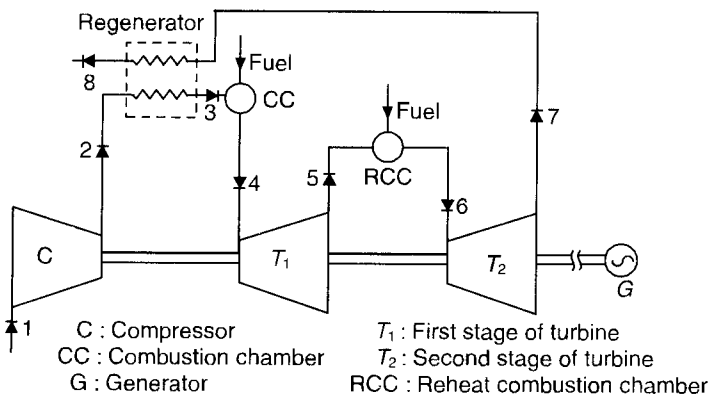 Regenerator
Fuel
8
3
CC
Fuel
7
2
4
5
RCC
6
C
T1
T2
G
1
C : Compressor
CC : Combustion chamber
G : Generator
T1 : First stage of turbine
T2 : Second stage of turbine
RCC : Reheat combustion chamber